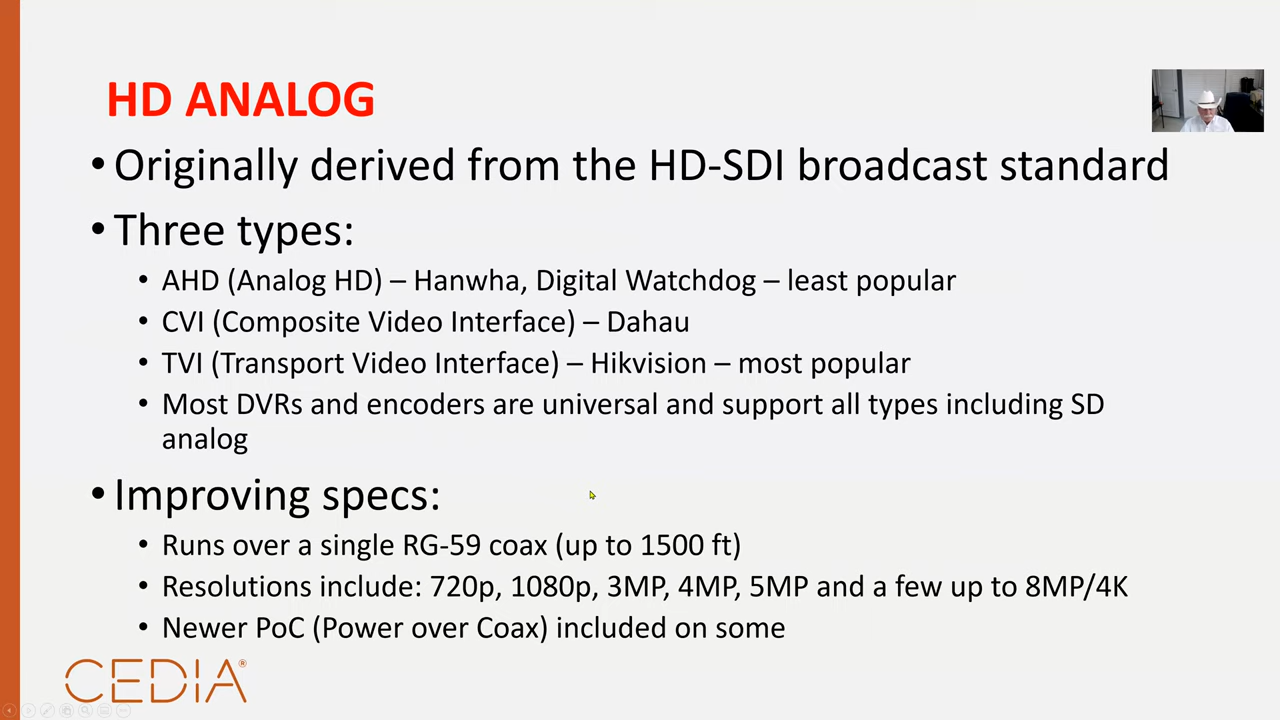 HD ANALOG
• Originally derived from the HD-SDI broadcast standard
• Three types:
• AHD (Analog HD) – Hanwha, Digital Watchdog – least popular
• CVI (Composite Video Interface) – Dahau
• TVI (Transport Video Interface) – Hikvision – most popular
• Most DVRs and encoders are universal and support all types including SD
analog
• Improving specs:
• Runs over a single RG-59 coax (up to 1500 ft)
• Resolutions include: 720p, 1080p, 3MP, 4MP, 5MP and a few up to 8MP/4K
• Newer PoC (Power over Coax) included on some
CEDIA®